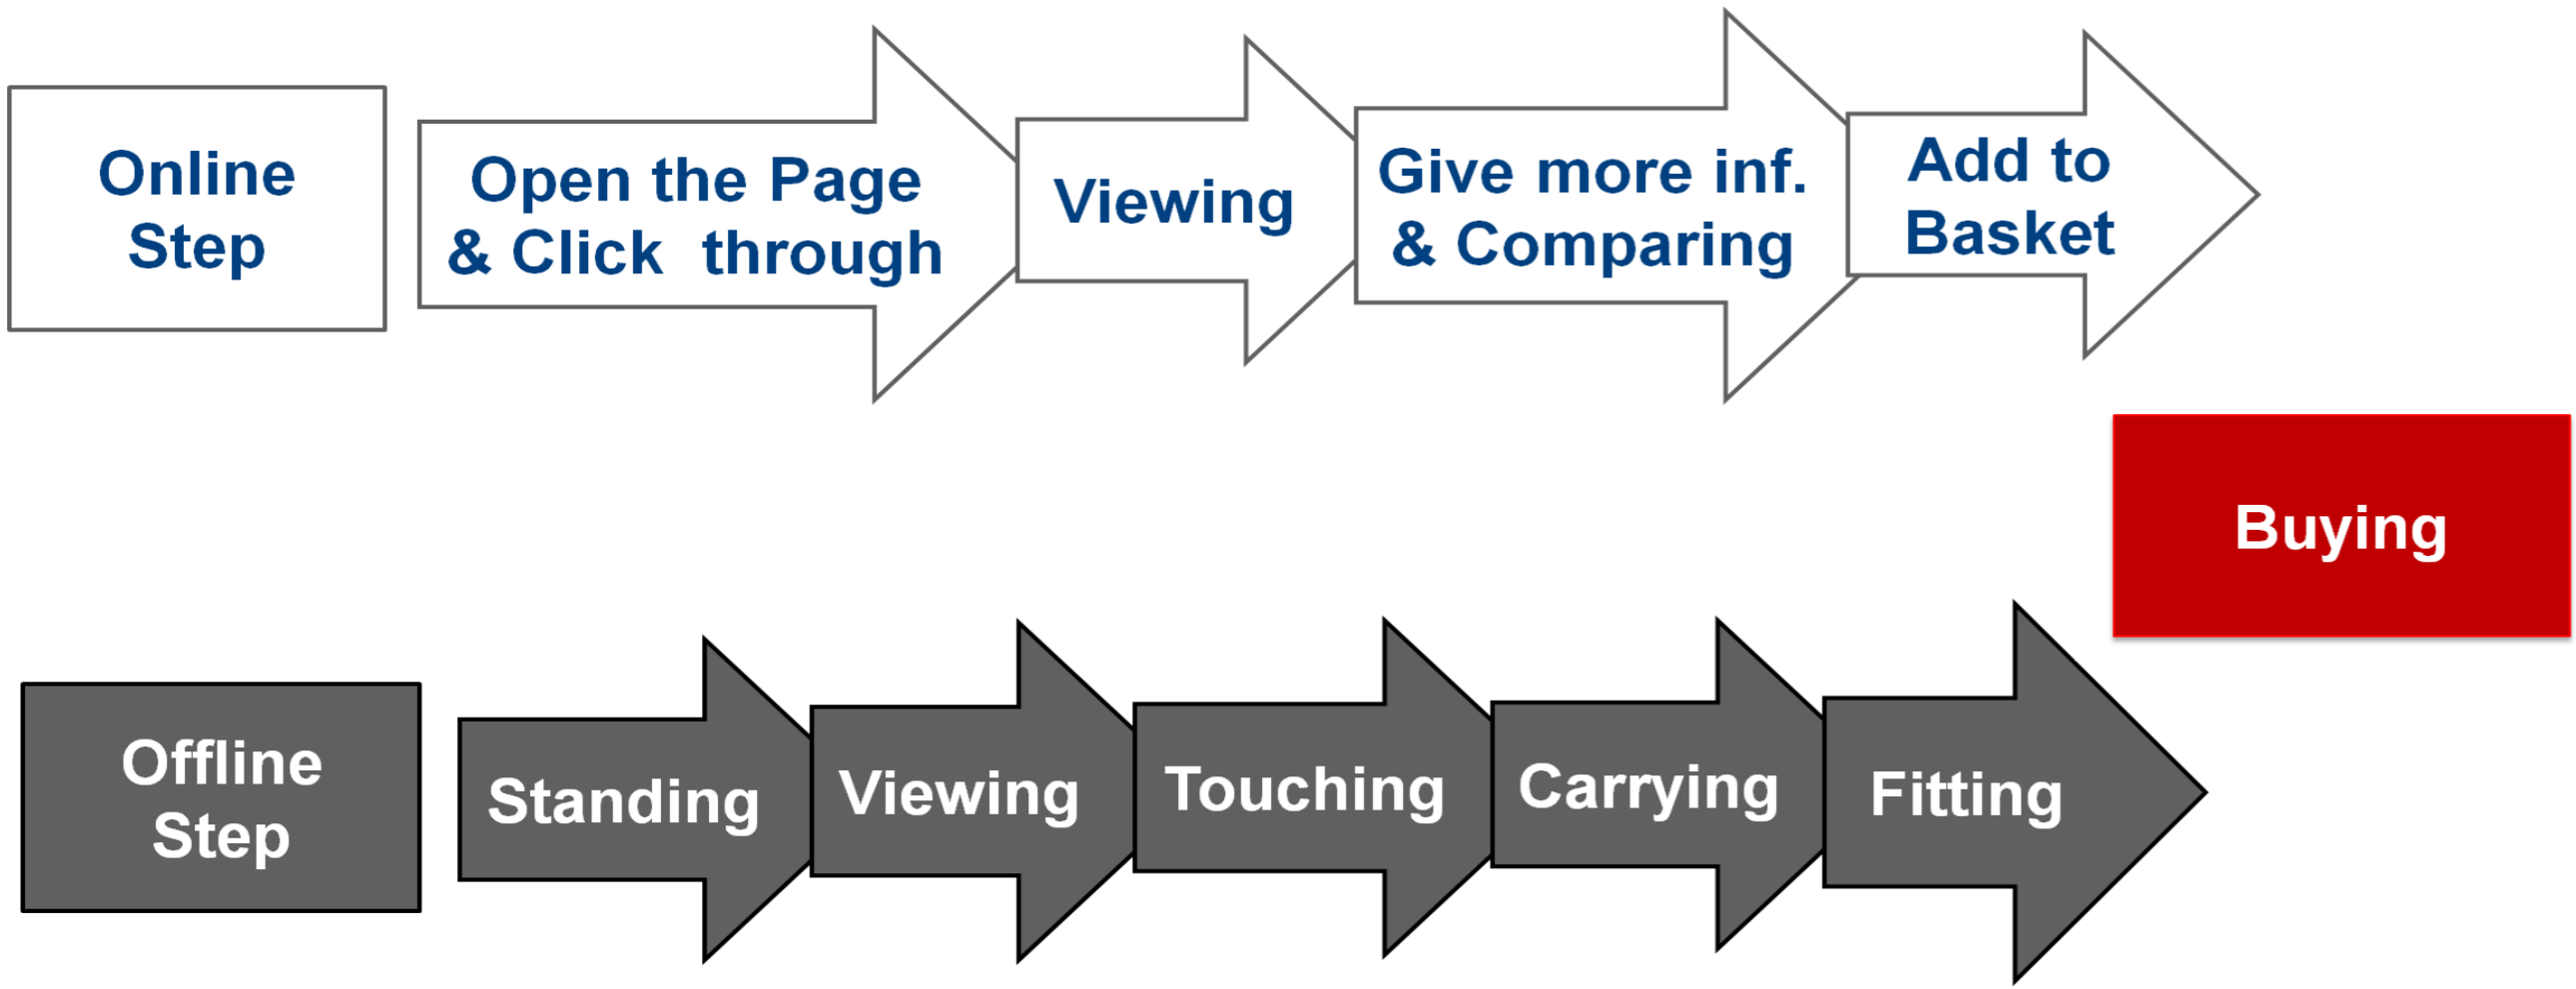 Online
Step
Open the Page
& Click through
Viewing
Give more inf.
& Comparing
Add to
Basket
Buying
Offline
Step
Standing
Viewing
Touching
Carrying
Fitting